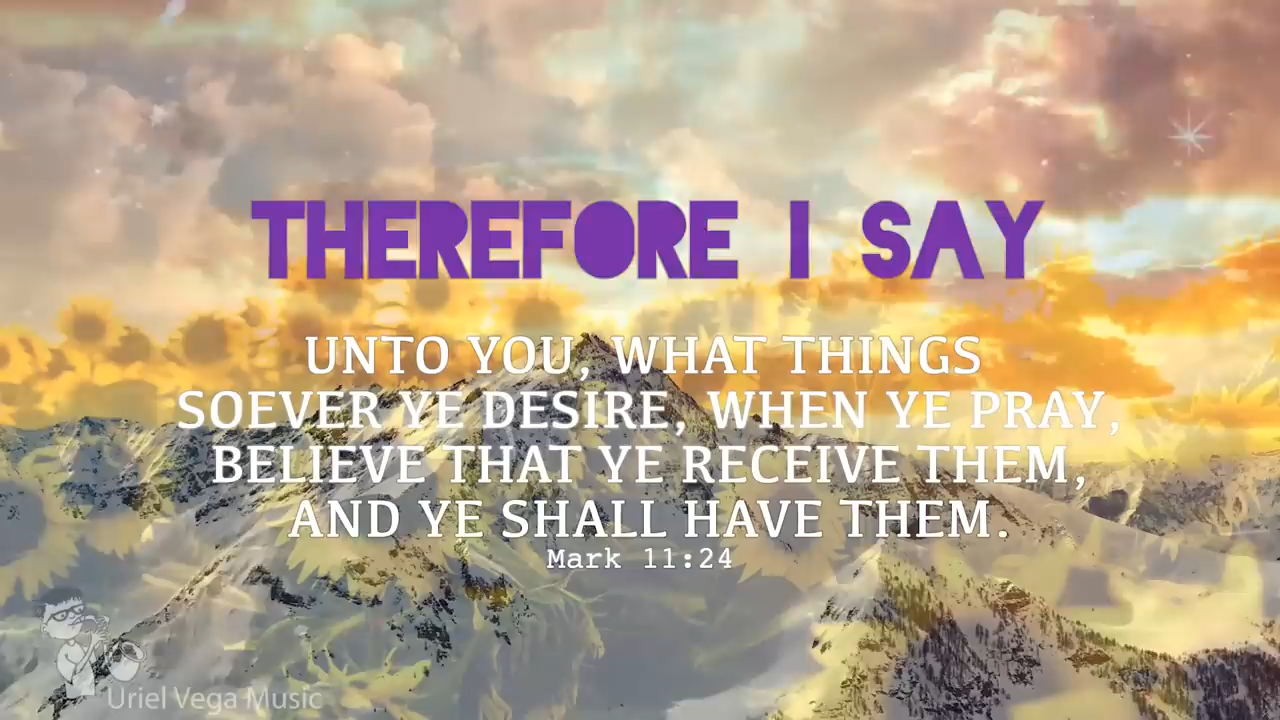 THEREFORE I SAY
UNTO YOU, WHAT THINGS
SOEVER YE DESIRE, WHEN YE PRAY,
BELIEVE THAT YE RECEIVE THEM,
AND YE SHALL HAVE THEM.
Mark 11:24
Uriel Vega Music